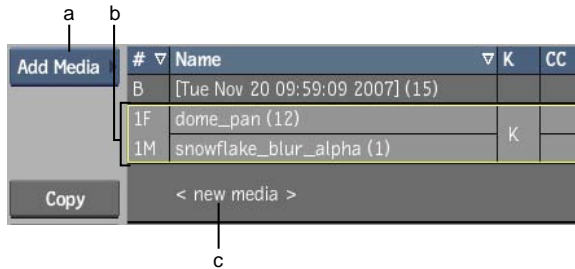 a b
Add Media # Name K CC
B [Tue Nov 20 09:59:09 2007] (15)
1F dome_pan (12)
K
1M snowflake_blur_alpha (1)
Copy < new media >
c